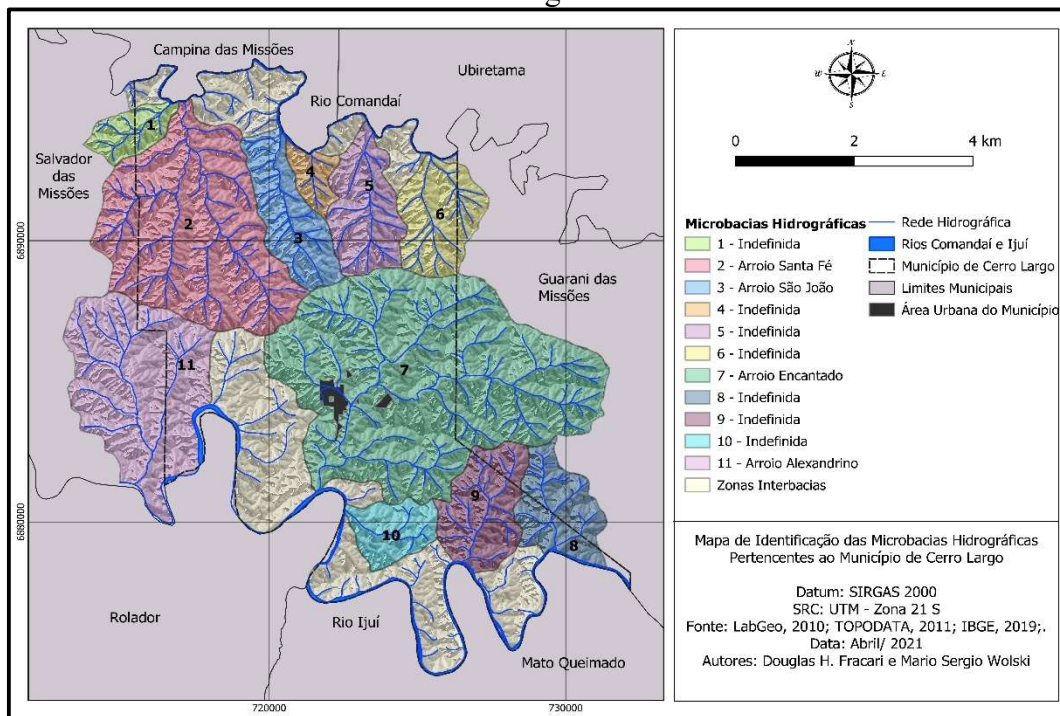 Campina das Missões
Ubiretama
Rio Comandaí
Salvador
das
Missões
1
2
3
4
5
6
Guarani das
Missões
7
11
9
10
8
Rolador
Rio Ijuí
Mato Queimado
6890000
6880000
720000
730000
N
W
E
S
0
2
4 km
Microbacias Hidrográficas
1 - Indefinida
2 - Arroio Santa Fé
3 - Arroio São João
4 - Indefinida
5 - Indefinida
6 - Indefinida
7 - Arroio Encantado
8 - Indefinida
9 - Indefinida
10 - Indefinida
11 - Arroio Alexandrino
Zonas Interbacias
Rede Hidrográfica
Rios Comandaí e Ijuí
Município de Cerro Largo
Limites Municipais
Área Urbana do Município
Mapa de Identificação das Microbacias Hidrográficas
Pertencentes ao Município de Cerro Largo
Datum: SIRGAS 2000
SRC: UTM - Zona 21 S
Fonte: LabGeo, 2010; TOPODATA, 2011; IBGE, 2019;.
Data: Abril/ 2021
Autores: Douglas H. Fracari e Mario Sergio Wolski